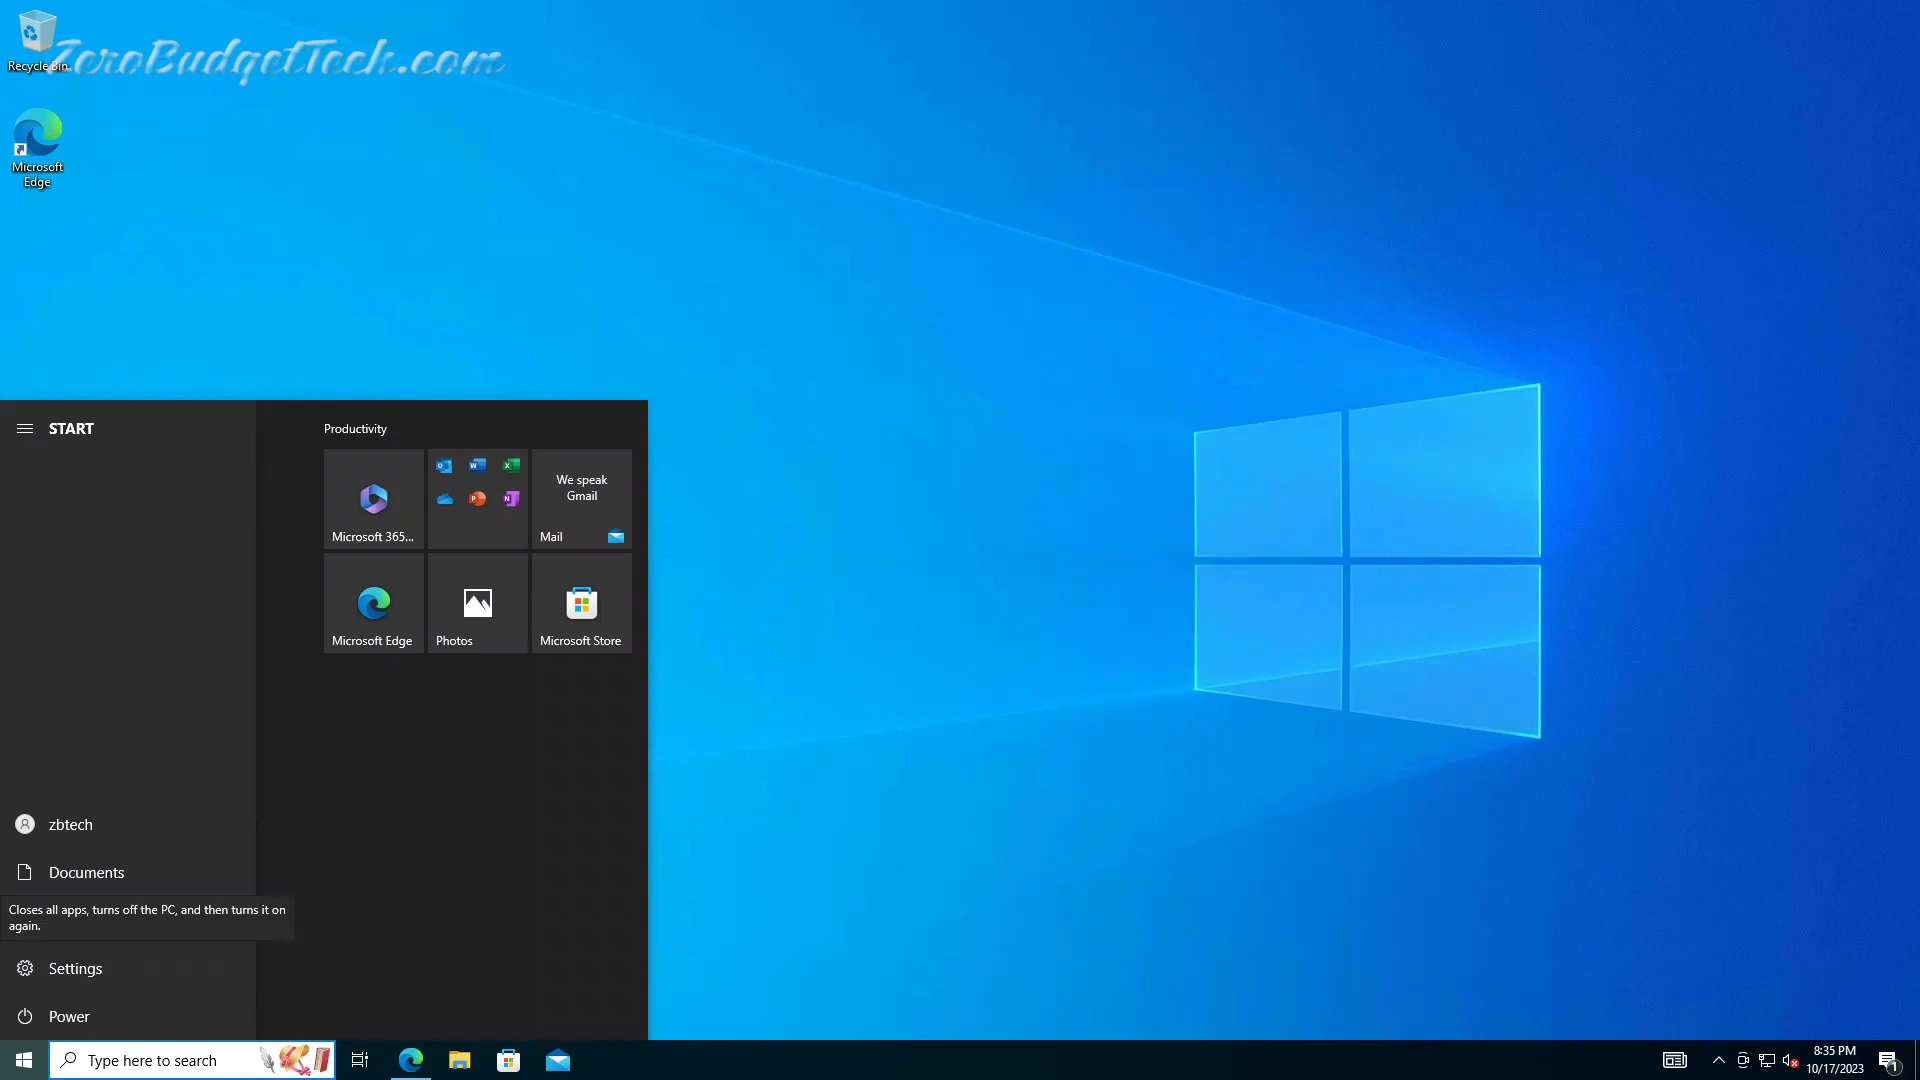 ZeroBudgetTech.com
Recycle Bin
Microsoft
Edge
START
Productivity
Microsoft 365...
We speak
Gmail
Mail
Microsoft Edge
Photos
Microsoft Store
zbtech
Documents
Closes all apps, turns off the PC, and then turns it on
again.
Settings
Power
Type here to search
8:35 PM
10/17/2023
1